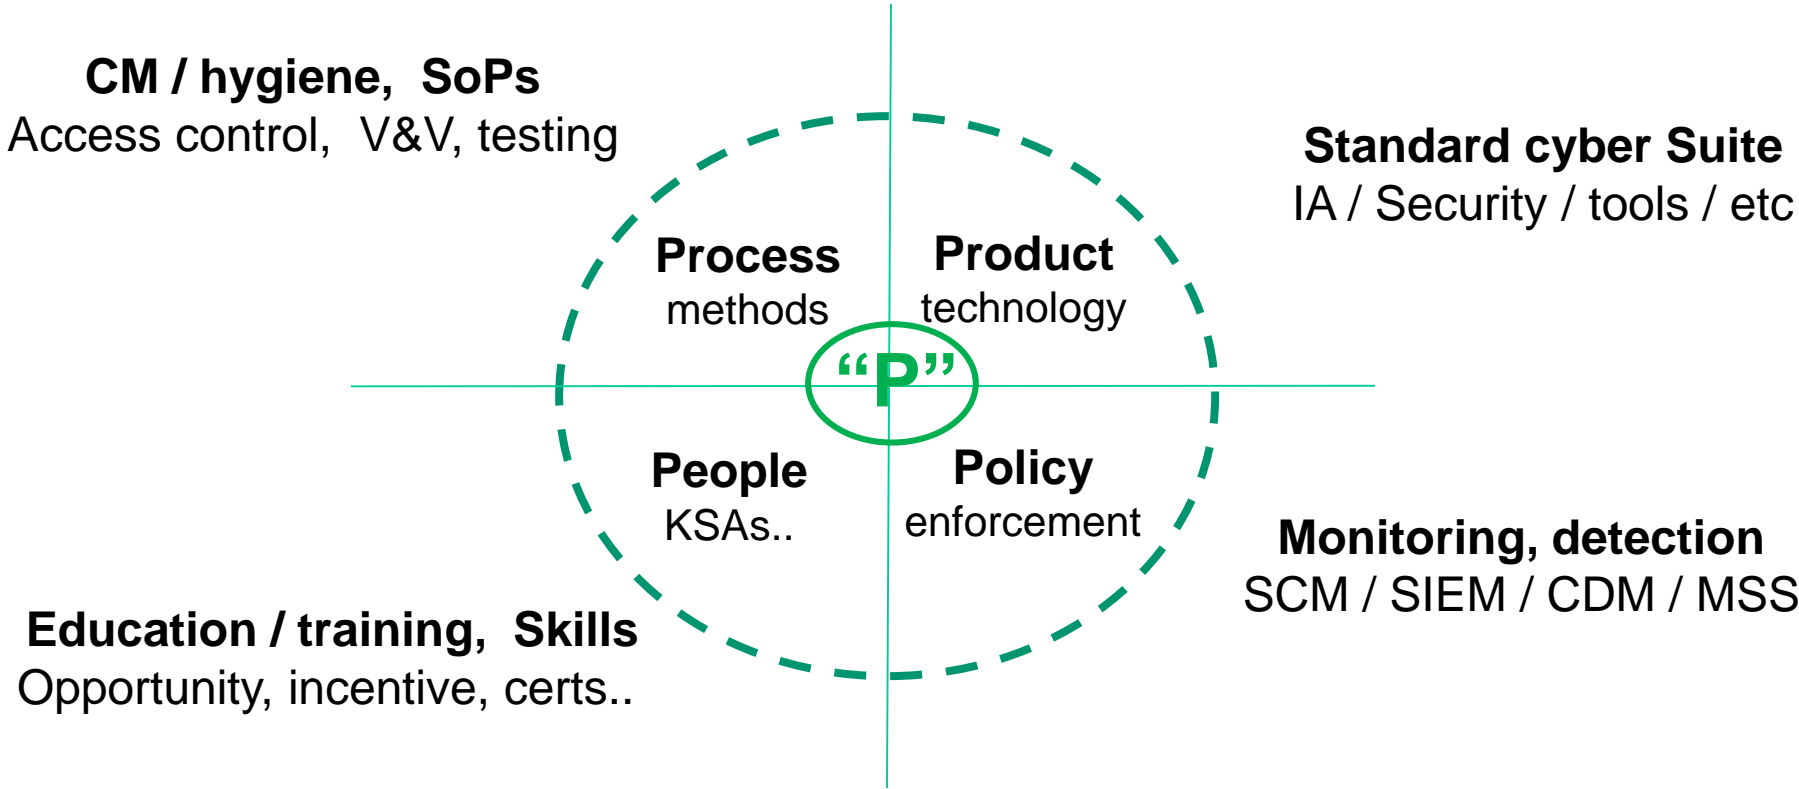 CM / hygiene, SoPs
Access control, V&V, testing
Standard cyber Suite
IA / Security / tools / etc
Process
methods
Product
technology
“P”
People
KSAs..
Policy
enforcement
Education / training, Skills
Opportunity, incentive, certs..
Monitoring, detection
SCM / SIEM / CDM / MSS